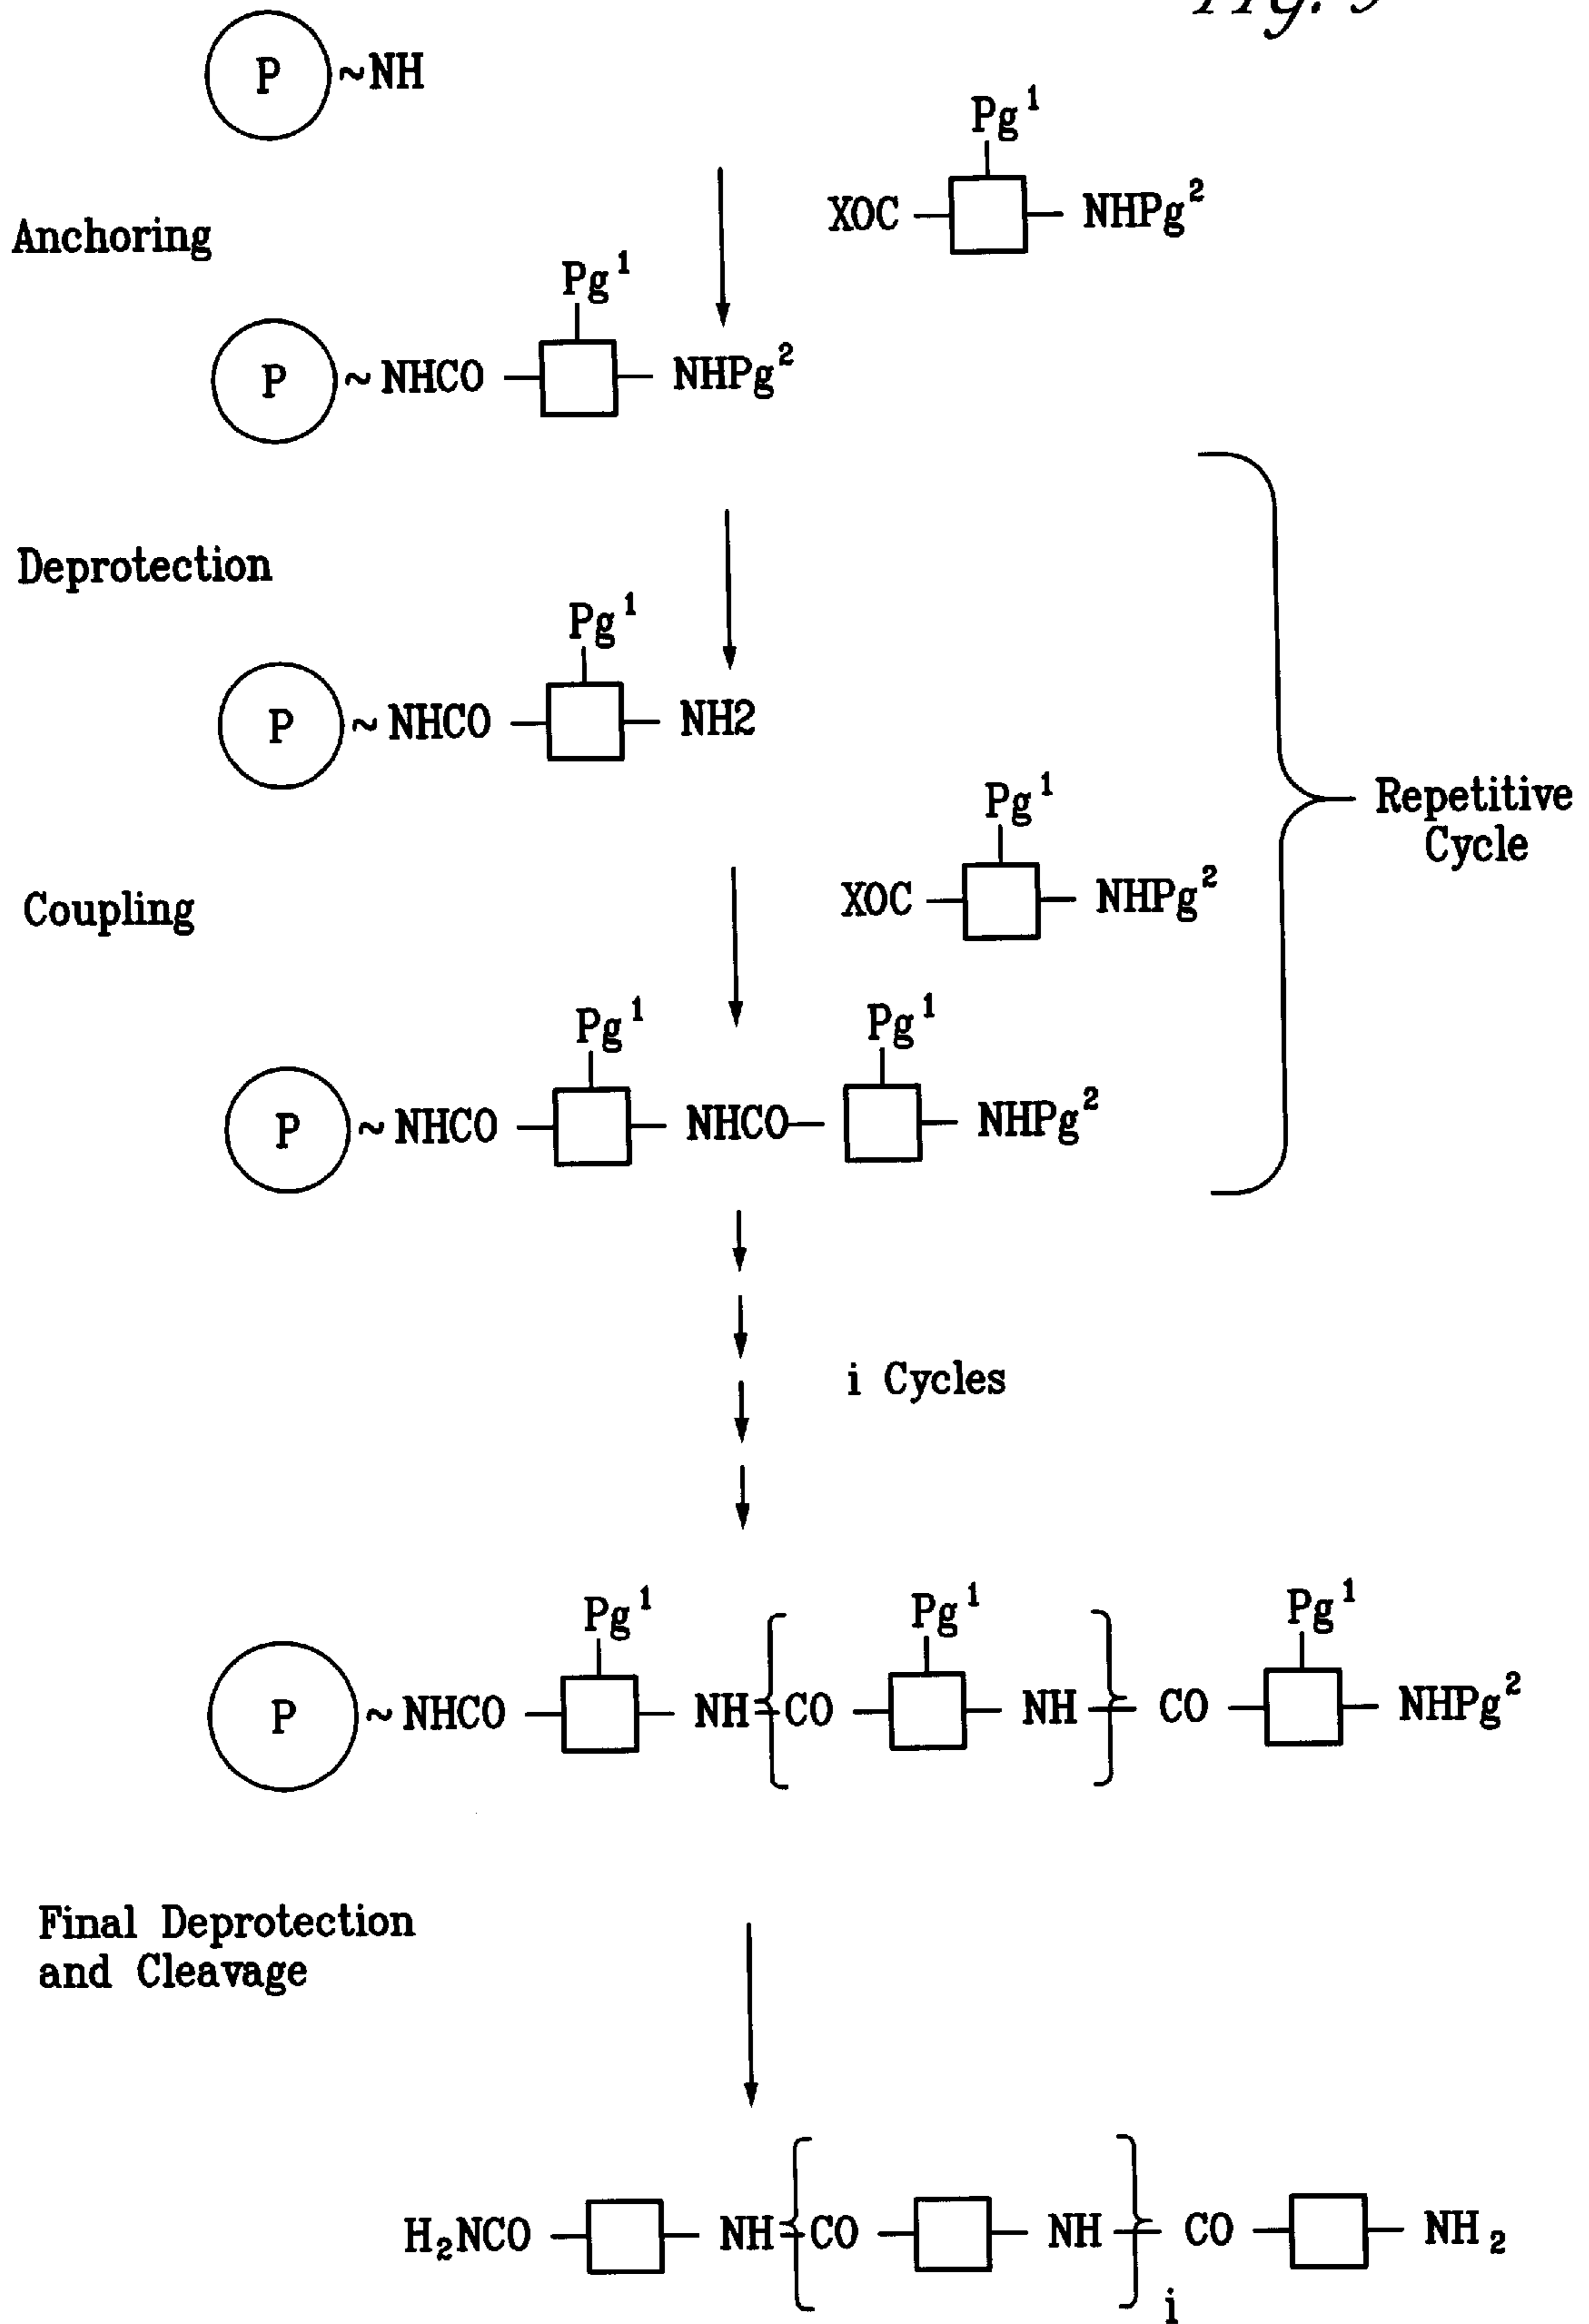 P ~NH
Pg¹
XOC NHPg²
Anchoring
Pg¹
P ~ NHCO NHPg²
Deprotection
Pg¹
P ~ NHCO NH2
Repetitive
Cycle
Pg¹
XOC NHPg²
Coupling
Pg¹ Pg¹
P ~ NHCO NHCO NHPg²
i Cycles
Pg¹ Pg¹ Pg¹
P ~ NHCO NH CO NH CO NHPg²
Final Deprotection
and Cleavage
H₂NCO NH CO NH CO NH₂
i